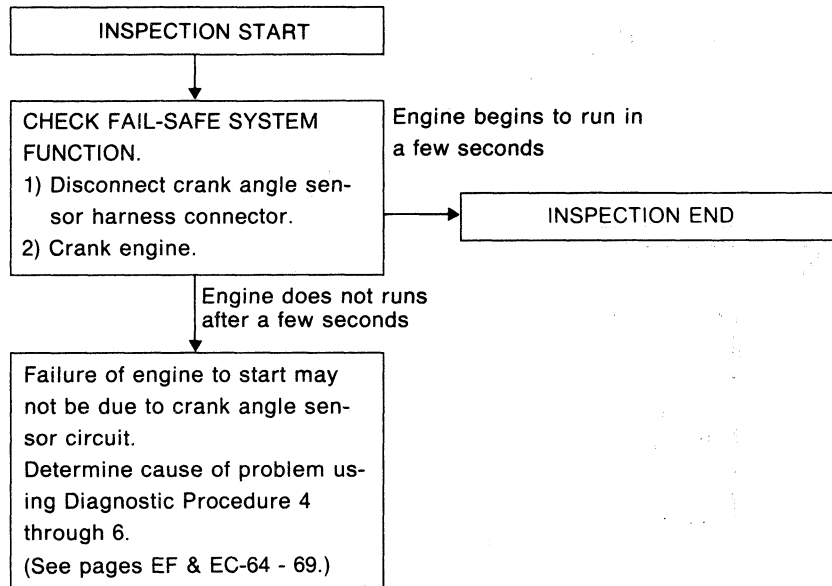 INSPECTION START
CHECK FAIL-SAFE SYSTEM
FUNCTION.
1) Disconnect crank angle sen-
sor harness connector.
2) Crank engine.
Engine begins to run in
a few seconds
INSPECTION END
Engine does not runs
after a few seconds
Failure of engine to start may
not be due to crank angle sen-
sor circuit.
Determine cause of problem us-
ing Diagnostic Procedure 4
through 6.
(See pages EF & EC-64 - 69.)